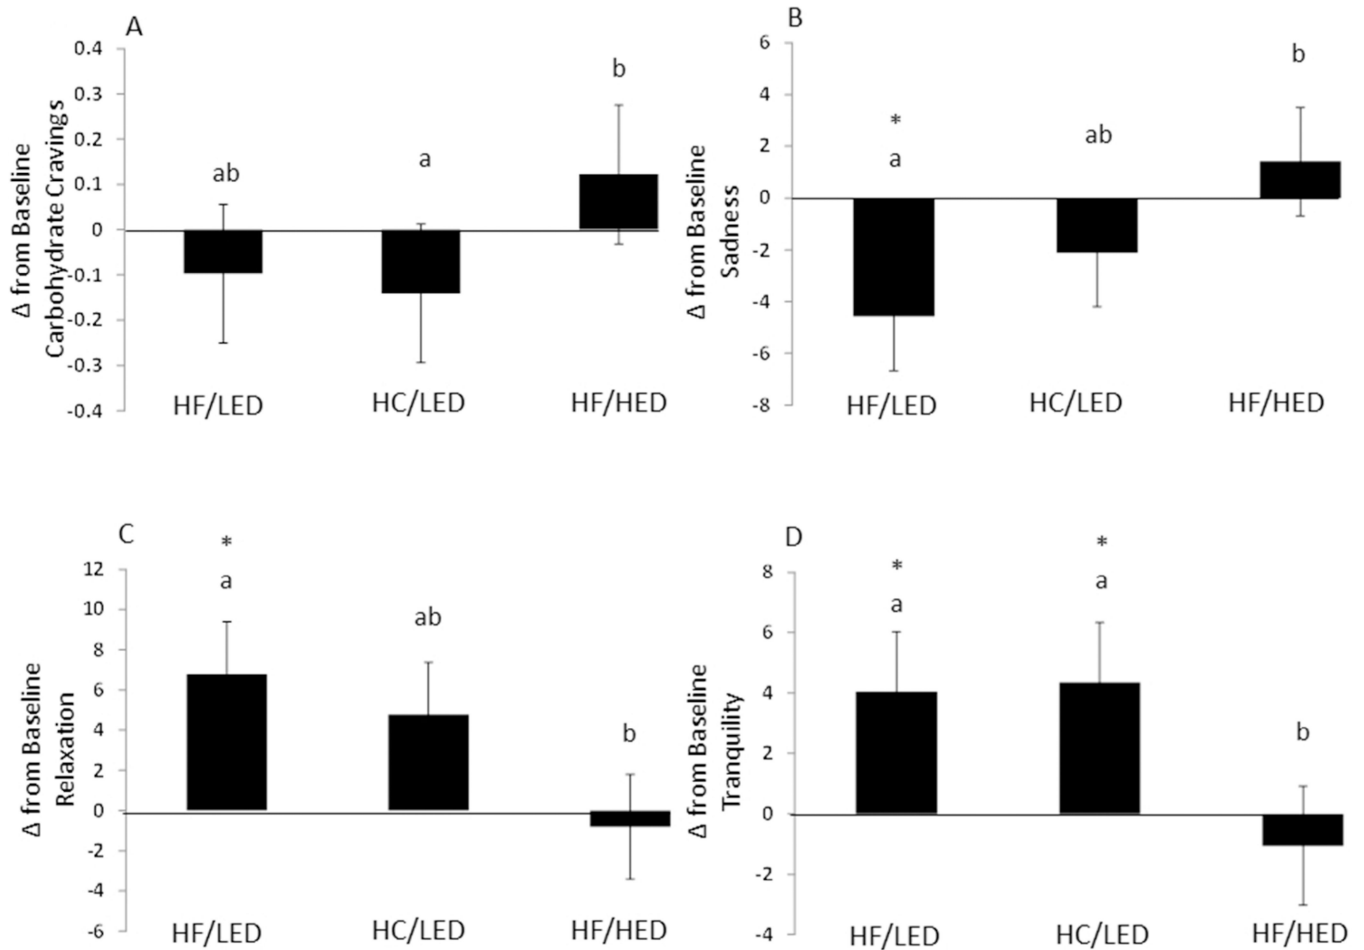 A
0.4
0.3
0.2
0.1
0
-0.1
-0.2
-0.3
-0.4
Δ from Baseline
Carbohydrate Cravings
ab
a
b
HF/LED
HC/LED
HF/HED
B
6
4
2
0
-2
-4
-6
-8
Δ from Baseline
Sadness
*
a
ab
b
HF/LED
HC/LED
HF/HED
C
12
10
8
6
4
2
0
-2
-4
-6
Δ from Baseline
Relaxation
*
a
ab
b
HF/LED
HC/LED
HF/HED
D
8
6
4
2
0
-2
-4
Δ from Baseline
Tranquility
*
a
*
a
b
HF/LED
HC/LED
HF/HED